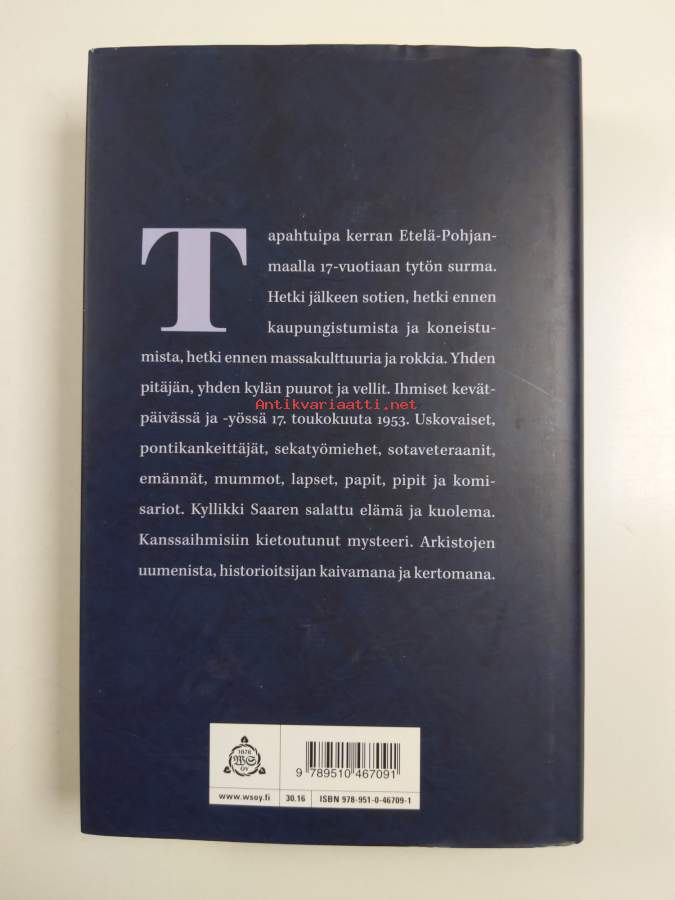 Tapahtuipa kerran Etelä-Pohjan-
maalla 17-vuotiaan tytön surma.
Hetki jälkeen sotien, hetki ennen
kaupungistumista ja koneistu-
mista, hetki ennen massakulttuuria ja rokkia. Yhden
pitäjän, yhden kylän puurot ja vellit. Ihmiset kevät-
Antikvariaatti.net
päivässä ja -yössä 17. toukokuuta 1953. Uskovaiset,
pontikankeittäjät, sekatyömiehet, sotaveteraanit,
emännät, mummot, lapset, papit, pipit ja komi-
sariot. Kyllikki Saaren salattu elämä ja kuolema.
Kanssaihmisiin kietoutunut mysteeri. Arkistojen
uumenista, historioitsijan kaivamana ja kertomana.
1878
WS
OY
9 789510 467091
www.wsoy.fi 30.16 ISBN 978-951-0-46709-1